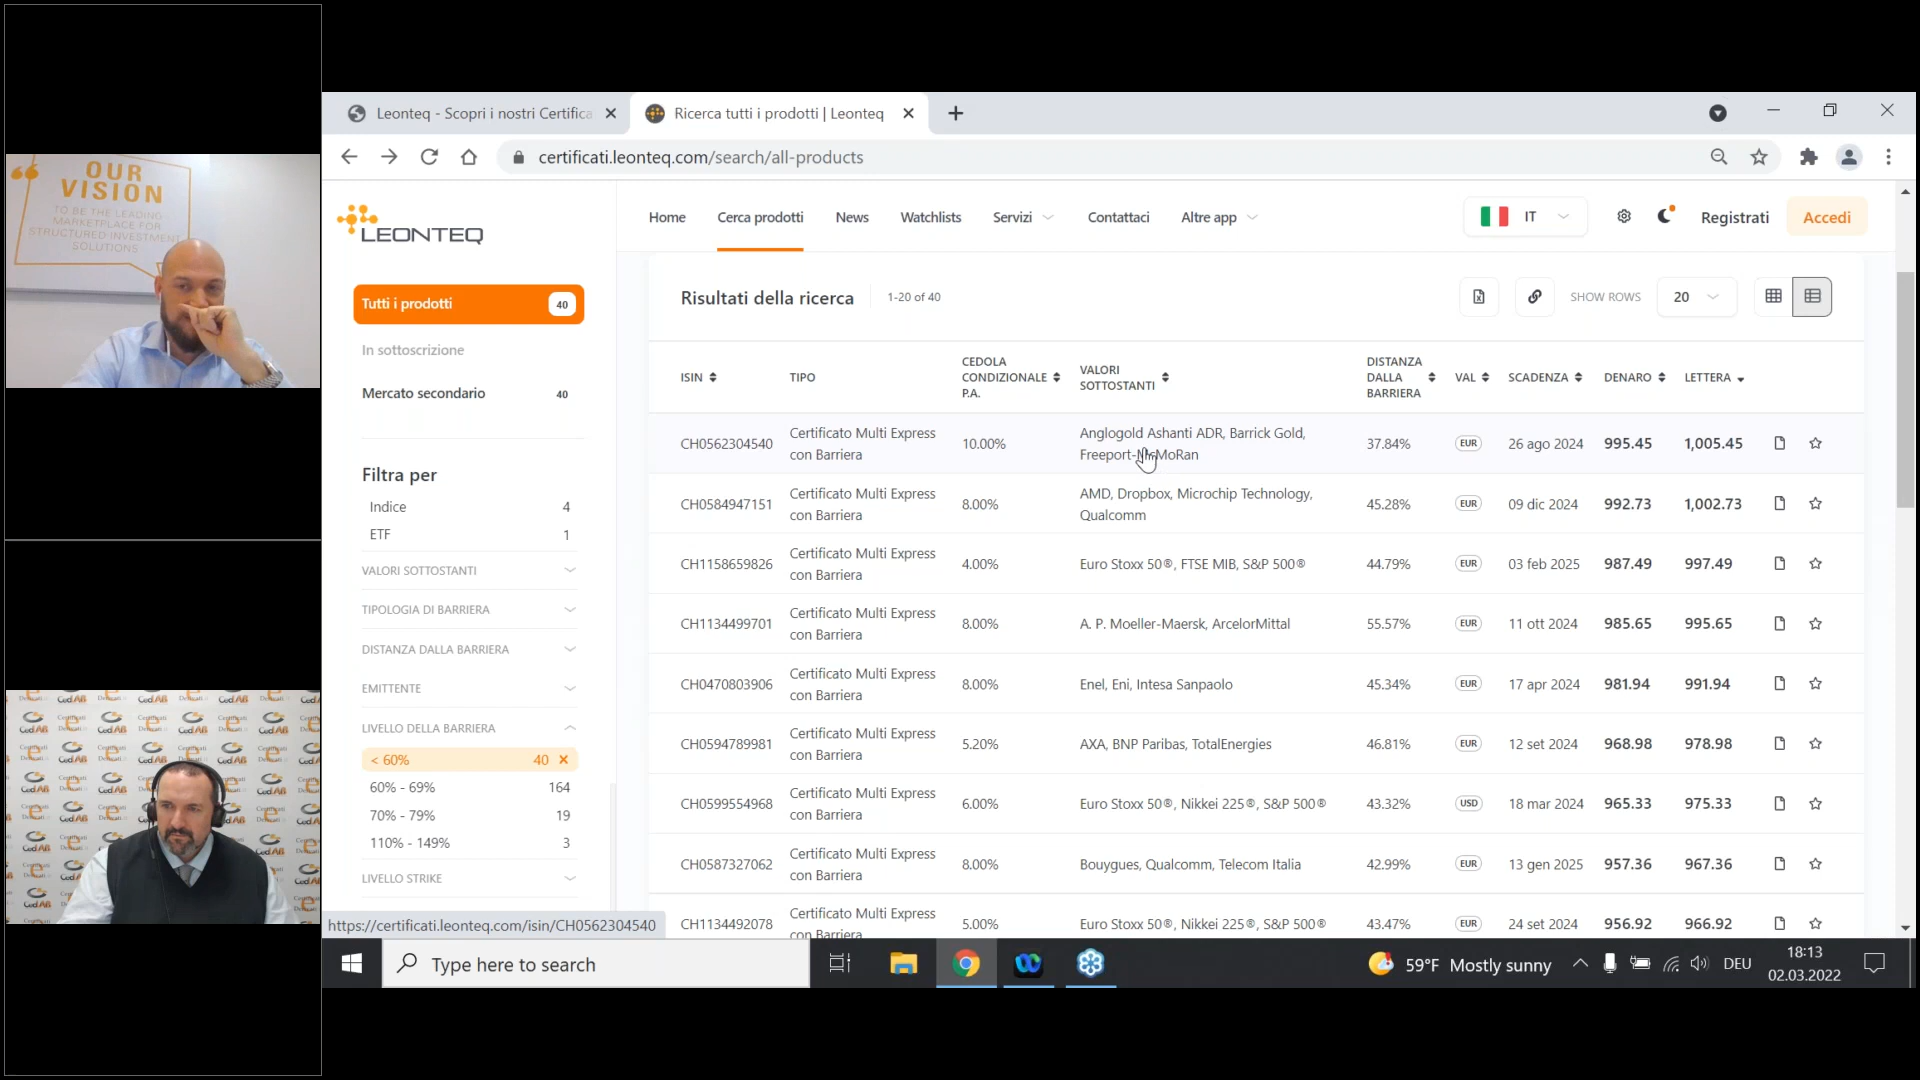 OUR
VISION
TO BE THE LEADING
MARKETPLACE FOR
STRUCTURED INVESTMENT
SOLUTIONS
Leonteq - Scopri i nostri Certifica
Ricerca tutti i prodotti | Leonteq
certificati.leonteq.com/search/all-products
LEONTEQ
Home
Cerca prodotti
News
Watchlists
Servizi
Contattaci
Altre app
IT
Registrati
Accedi
Tutti i prodotti 40
In sottoscrizione
Mercato secondario 40
Filtra per
Indice 4
ETF 1
VALORI SOTTOSTANTI
TIPOLOGIA DI BARRIERA
DISTANZA DALLA BARRIERA
EMITTENTE
LIVELLO DELLA BARRIERA
< 60% 40
60% - 69% 164
70% - 79% 19
110% - 149% 3
LIVELLO STRIKE
https://certificati.leonteq.com/isin/CH0562304540
Risultati della ricerca 1-20 of 40
SHOW ROWS 20
ISIN TIPO CEDOLA CONDIZIONALE P.A. VALORI SOTTOSTANTI DISTANZA DALLA BARRIERA VAL SCADENZA DENARO LETTERA
CH0562304540 Certificato Multi Express con Barriera 10.00% Anglogold Ashanti ADR, Barrick Gold, Freeport-McMoRan 37.84% EUR 26 ago 2024 995.45 1,005.45
CH0584947151 Certificato Multi Express con Barriera 8.00% AMD, Dropbox, Microchip Technology, Qualcomm 45.28% EUR 09 dic 2024 992.73 1,002.73
CH1158659826 Certificato Multi Express con Barriera 4.00% Euro Stoxx 50®, FTSE MIB, S&P 500® 44.79% EUR 03 feb 2025 987.49 997.49
CH1134499701 Certificato Multi Express con Barriera 8.00% A. P. Moeller-Maersk, ArcelorMittal 55.57% EUR 11 ott 2024 985.65 995.65
CH0470803906 Certificato Multi Express con Barriera 8.00% Enel, Eni, Intesa Sanpaolo 45.34% EUR 17 apr 2024 981.94 991.94
CH0594789981 Certificato Multi Express con Barriera 5.20% AXA, BNP Paribas, TotalEnergies 46.81% EUR 12 set 2024 968.98 978.98
CH0599554968 Certificato Multi Express con Barriera 6.00% Euro Stoxx 50®, Nikkei 225®, S&P 500® 43.32% USD 18 mar 2024 965.33 975.33
CH0587327062 Certificato Multi Express con Barriera 8.00% Bouygues, Qualcomm, Telecom Italia 42.99% EUR 13 gen 2025 957.36 967.36
CH1134492078 Certificato Multi Express con Barriera 5.00% Euro Stoxx 50®, Nikkei 225®, S&P 500® 43.47% EUR 24 set 2024 956.92 966.92
Type here to search
59°F Mostly sunny
DEU
18:13
02.03.2022